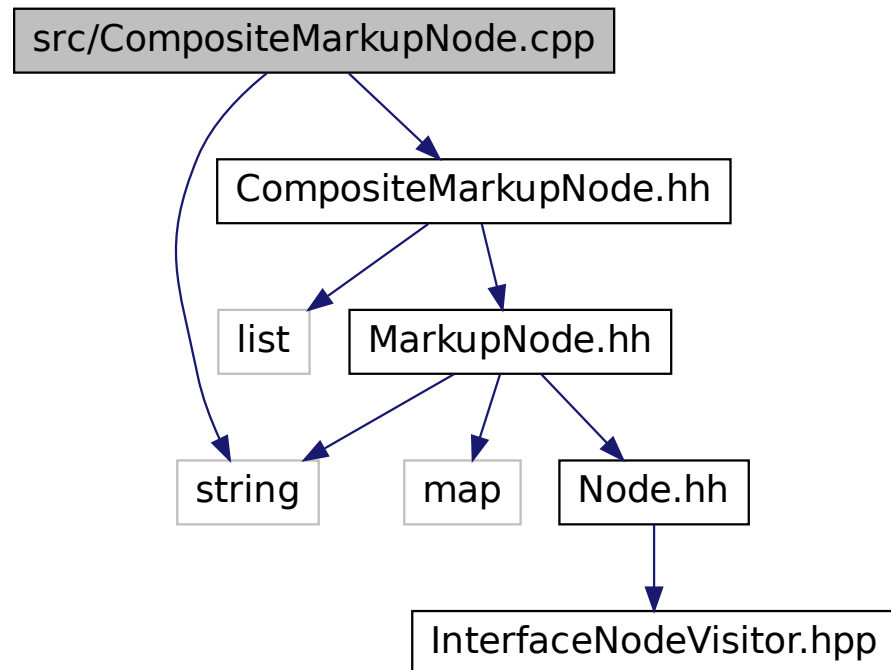 src/CompositeMarkupNode.cpp
CompositeMarkupNode.hh
list
MarkupNode.hh
string
map
Node.hh
InterfaceNodeVisitor.hpp